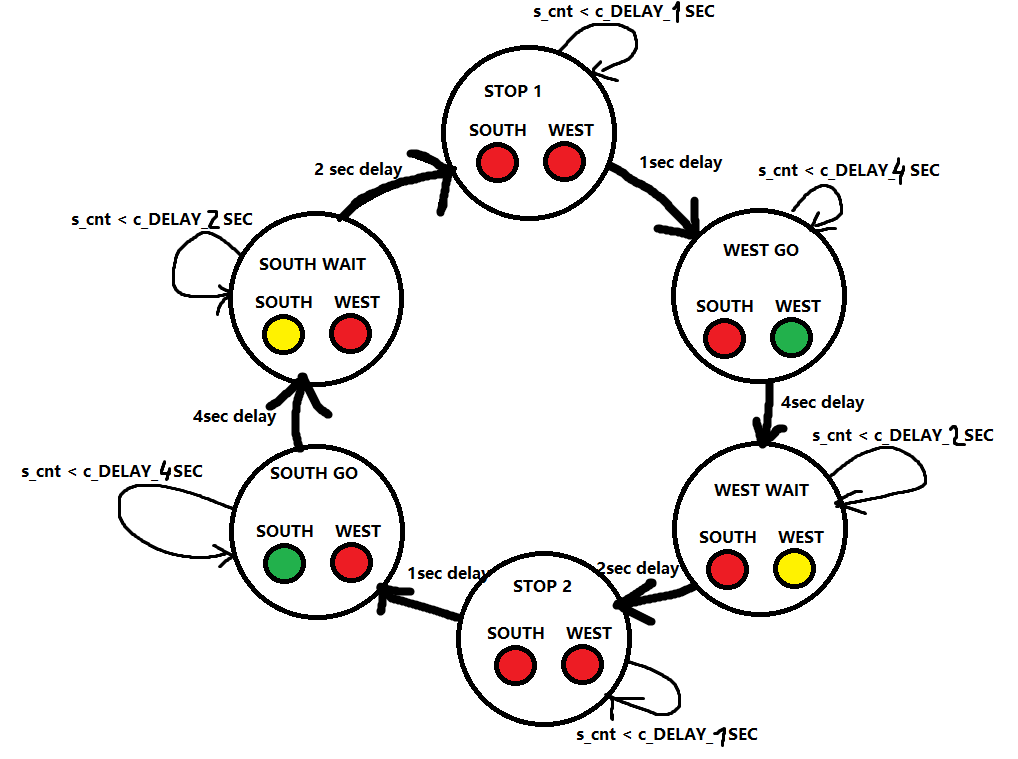 s_cnt < c_DELAY_1SEC
STOP 1
SOUTH WEST
2 sec delay
1sec delay
s_cnt < c_DELAY_4SEC
WEST GO
SOUTH WEST
4sec delay
s_cnt < c_DELAY_2SEC
WEST WAIT
SOUTH WEST
2sec delay
STOP 2
SOUTH WEST
s_cnt < c_DELAY_1SEC
1sec delay
SOUTH GO
SOUTH WEST
s_cnt < c_DELAY_4SEC
4sec delay
SOUTH WAIT
SOUTH WEST
s_cnt < c_DELAY_2SEC